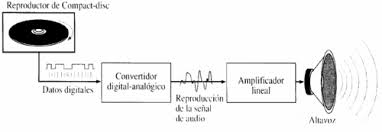 Reproductor de Compact-disc
Datos digitales
Convertidor
digital-analógico
Reproducción
de la señal
de audio
Amplificador
lineal
Altavoz